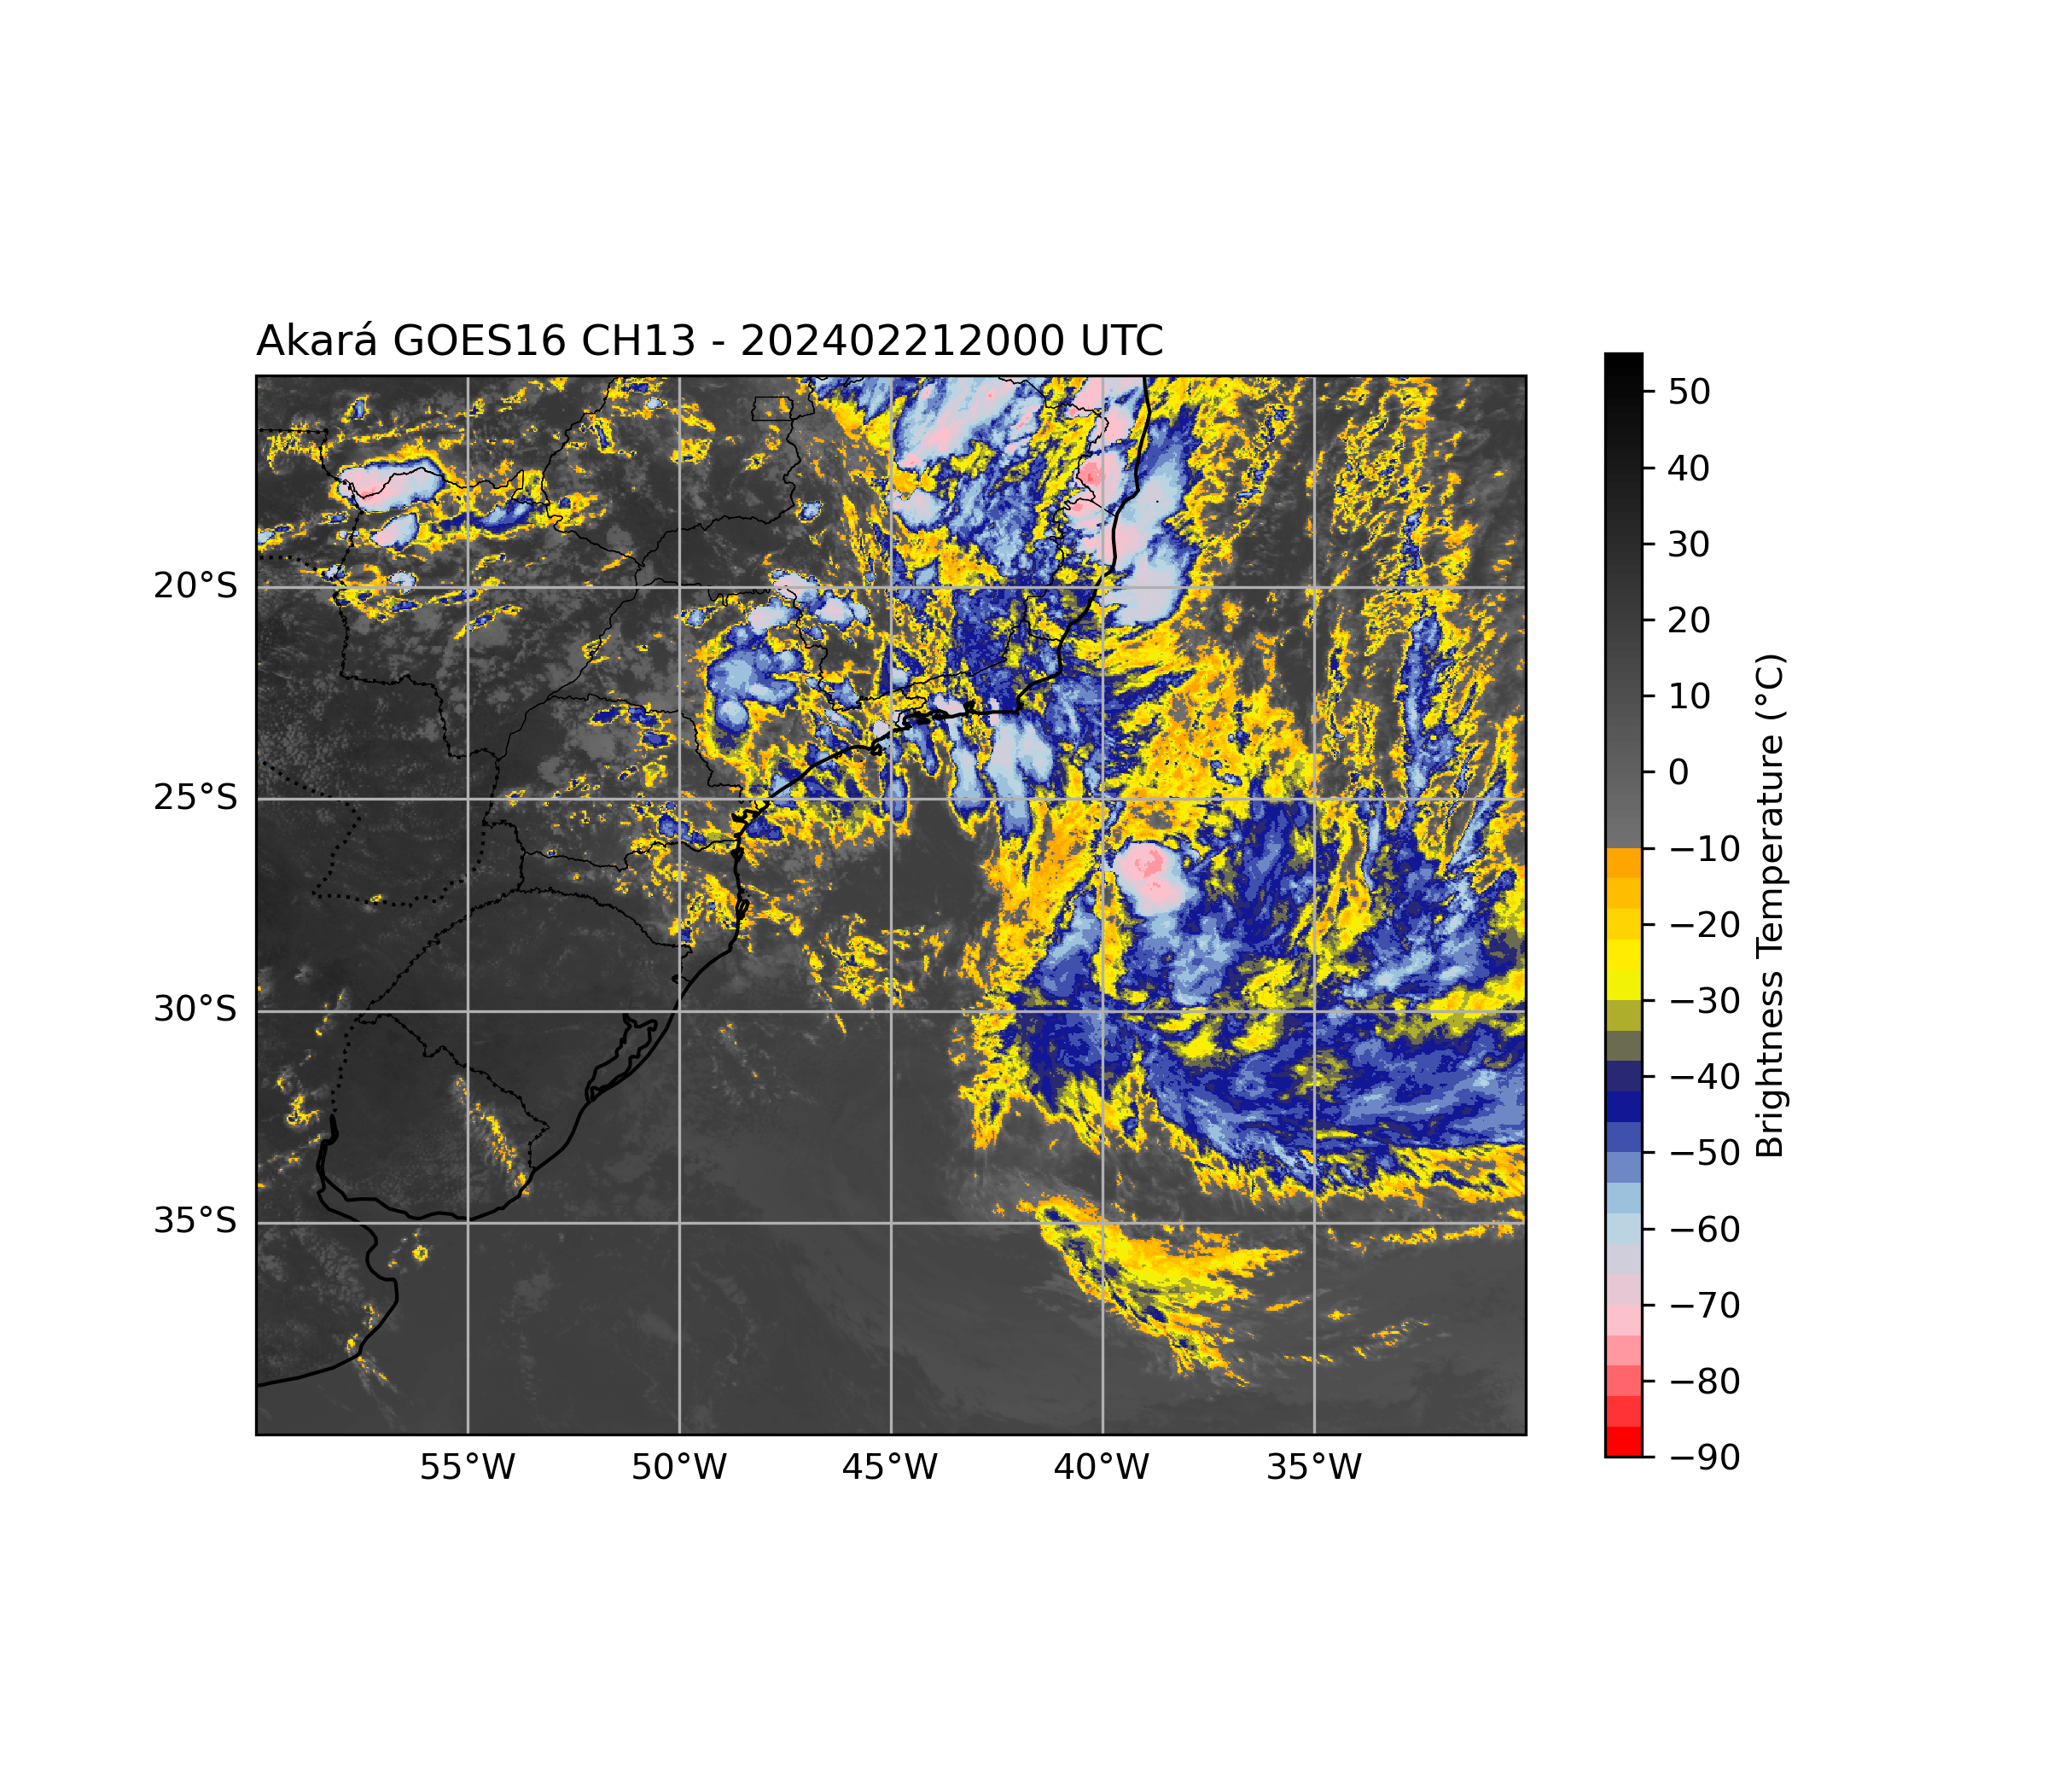 Akará GOES16 CH13 - 202402212000 UTC
20°S
25°S
30°S
35°S
55°W
50°W
45°W
40°W
35°W
50
40
30
20
10
0
−10
−20
−30
−40
−50
−60
−70
−80
−90
Brightness Temperature (°C)